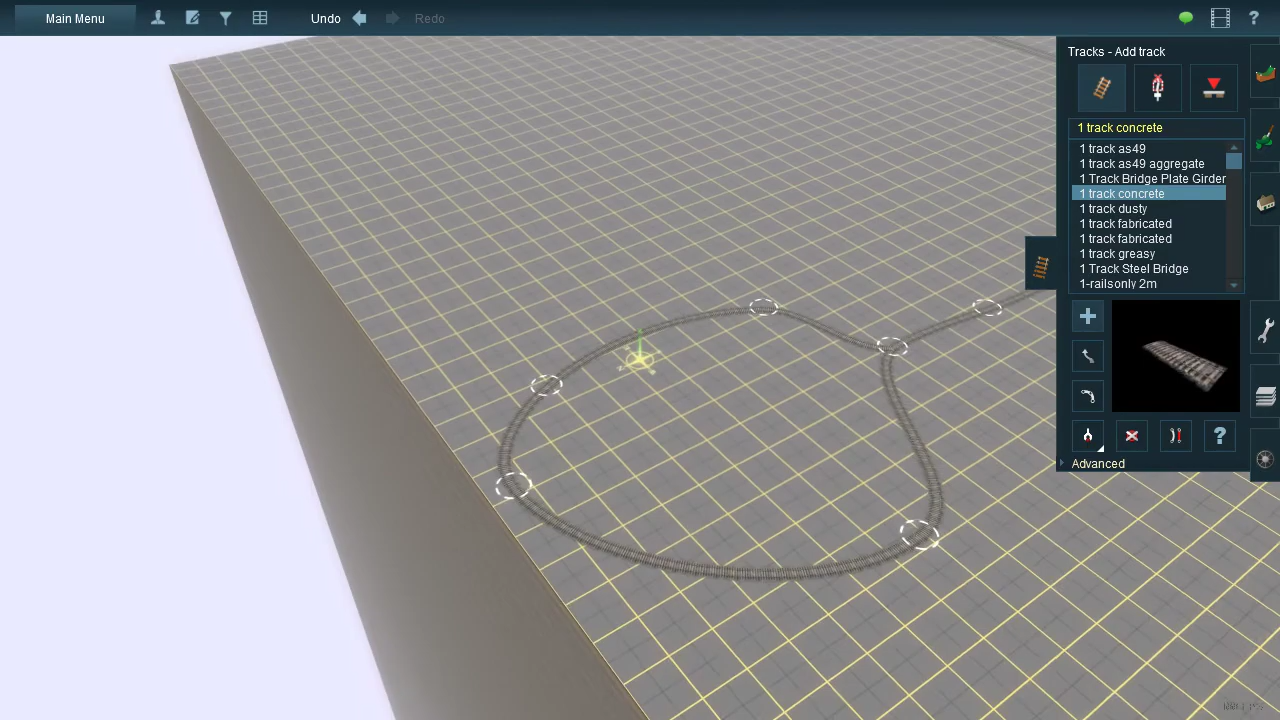 Main Menu
Undo
Redo
?
Tracks - Add track
1 track concrete
1 track as49
1 track as49 aggregate
1 Track Bridge Plate Girder
1 track concrete
1 track dusty
1 track fabricated
1 track fabricated
1 track greasy
1 Track Steel Bridge
1-railsonly 2m
?
Advanced